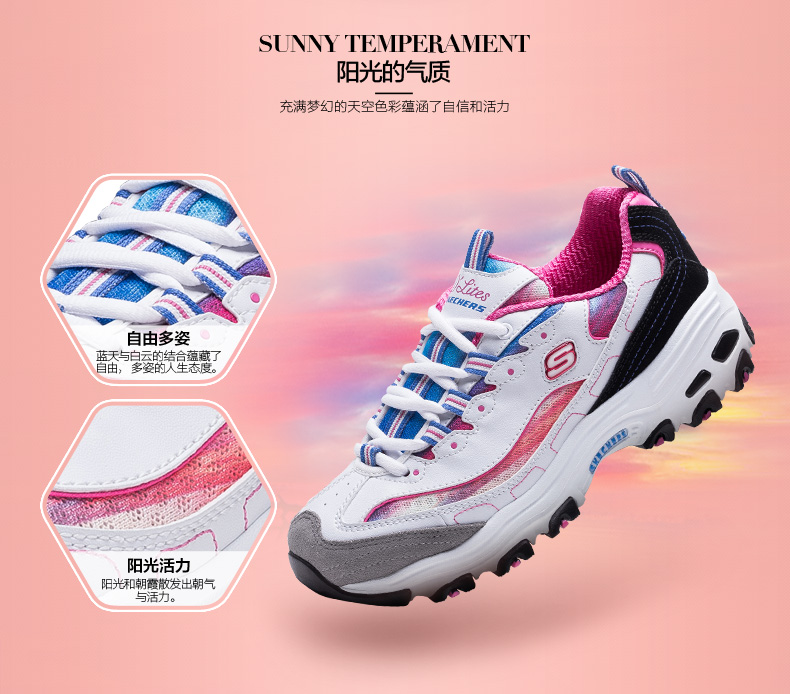 SUNNY TEMPERAMENT
阳光的气质
充满梦幻的天空色彩蕴涵了自信和活力
自由多姿
蓝天与白云的结合蕴藏了
自由，多姿的人生态度。
阳光活力
阳光和朝霞散发出朝气
与活力。
Lites
SKECHERS
S
SKECHERS